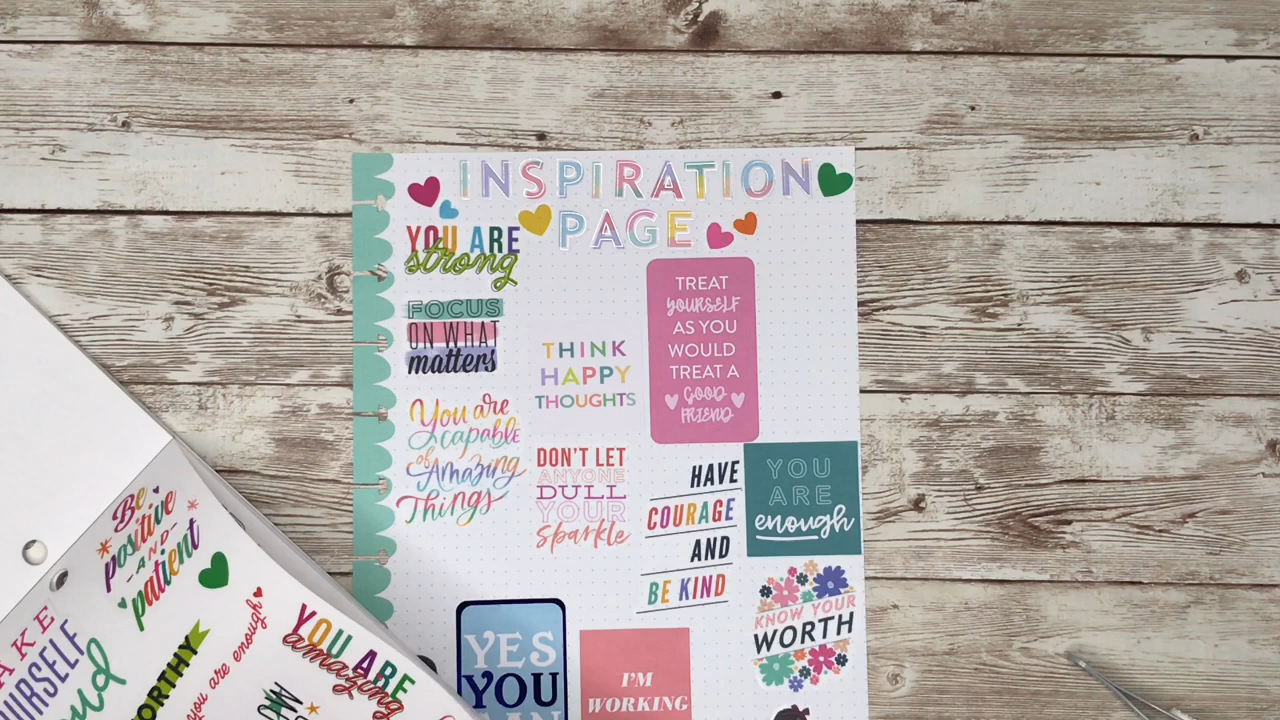 INSPIRATION
PAGE
YOU ARE
strong
FOCUS
ON WHAT
matters
You are
capable
of Amazing
Things
THINK
HAPPY
THOUGHTS
DON'T LET
ANYONE
DULL
YOUR
Sparkle
TREAT
YOURSELF
AS YOU
WOULD
TREAT A
GOOD
FRIEND
HAVE
COURAGE
AND
BE KIND
YOU
ARE
enough
KNOW YOUR
WORTH
YES
YOU
I'M
WORKING
Be
positive
-AND-
patient
YOU ARE
amazing
you are enough